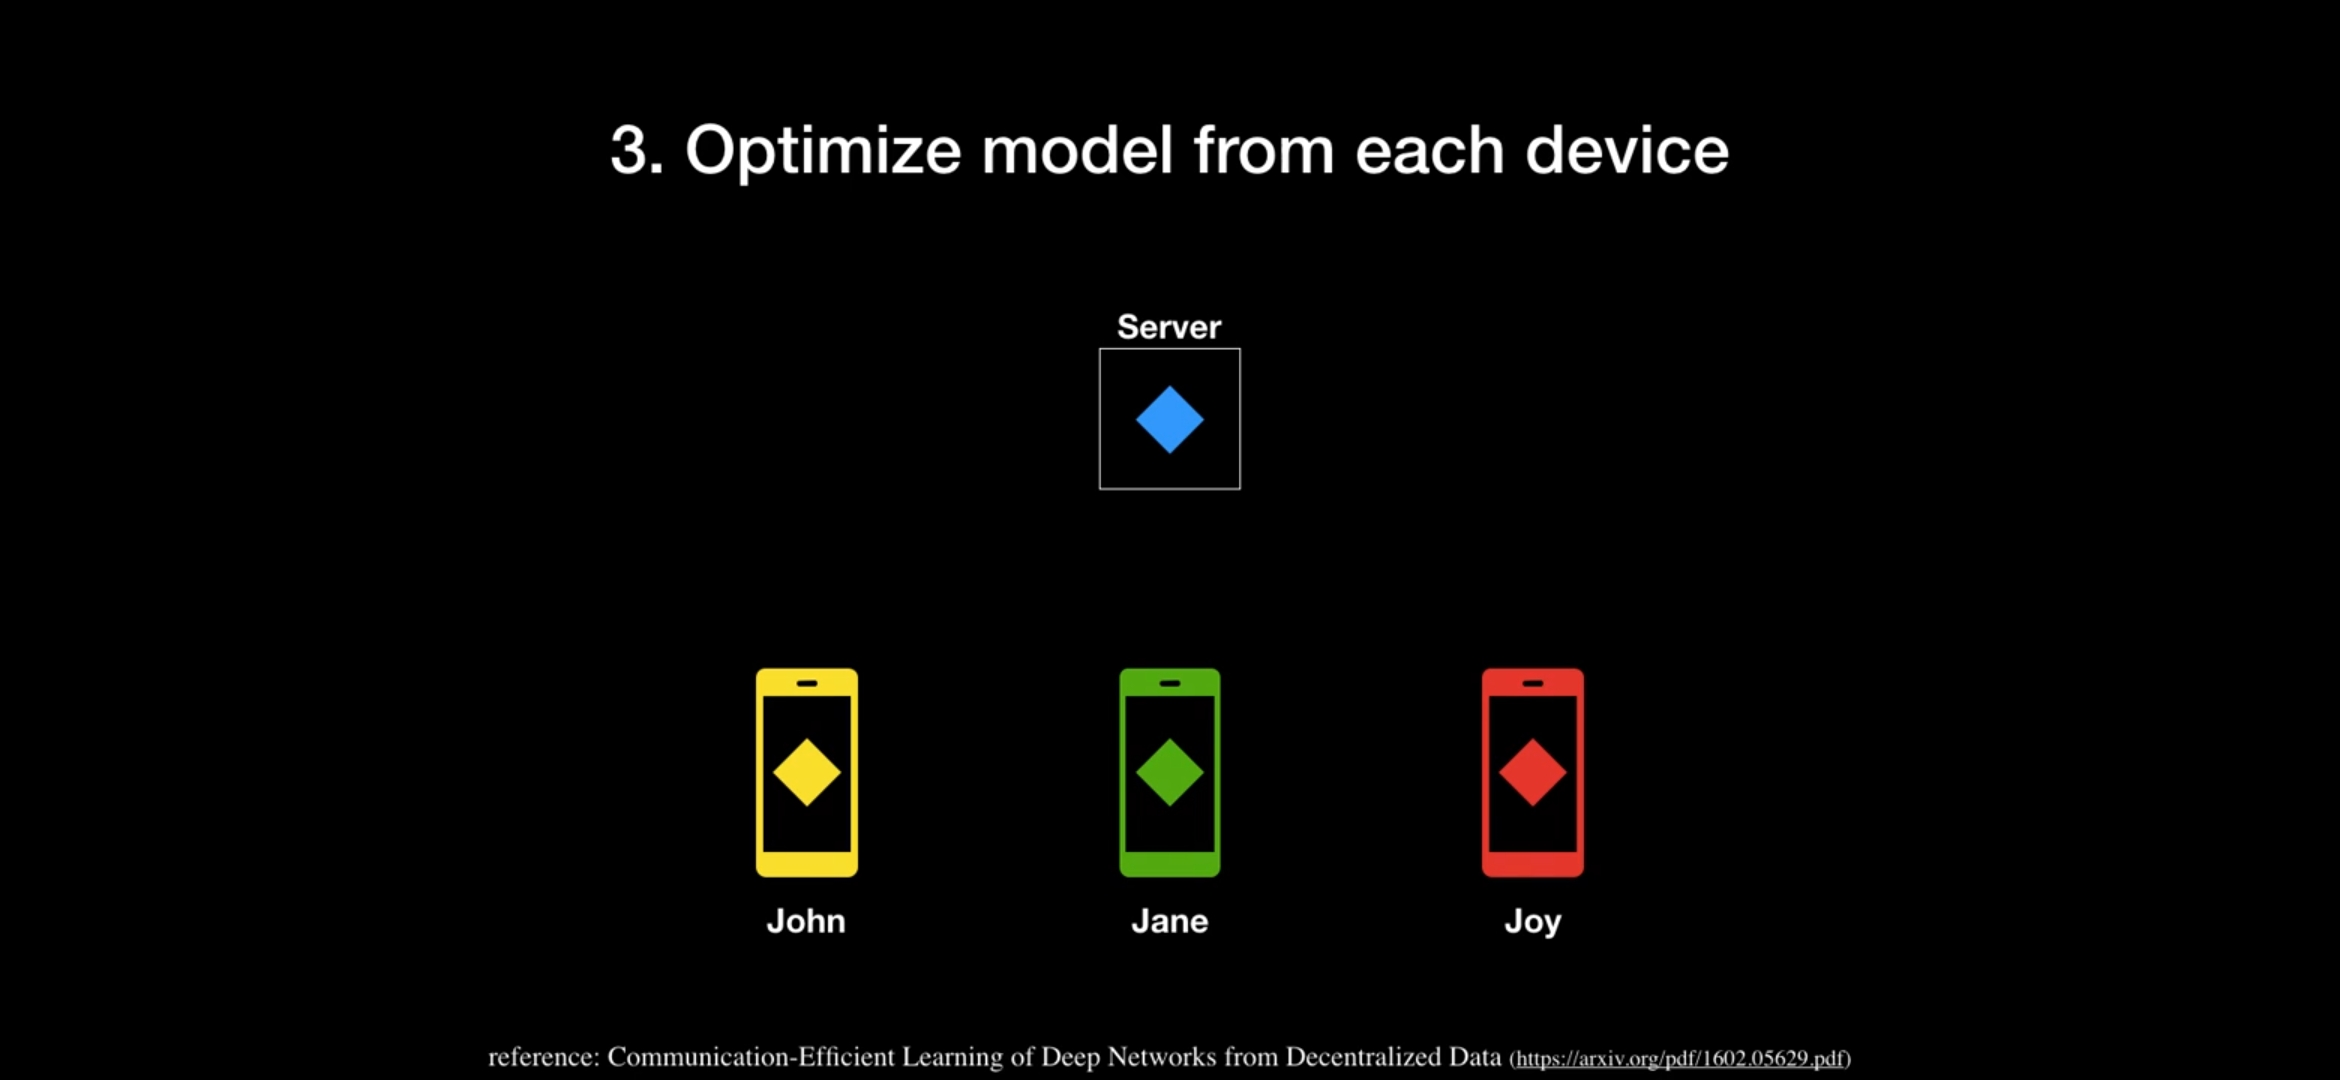 3. Optimize model from each device
Server
John
Jane
Joy
reference: Communication-Efficient Learning of Deep Networks from Decentralized Data (https://arxiv.org/pdf/1602.05629.pdf)